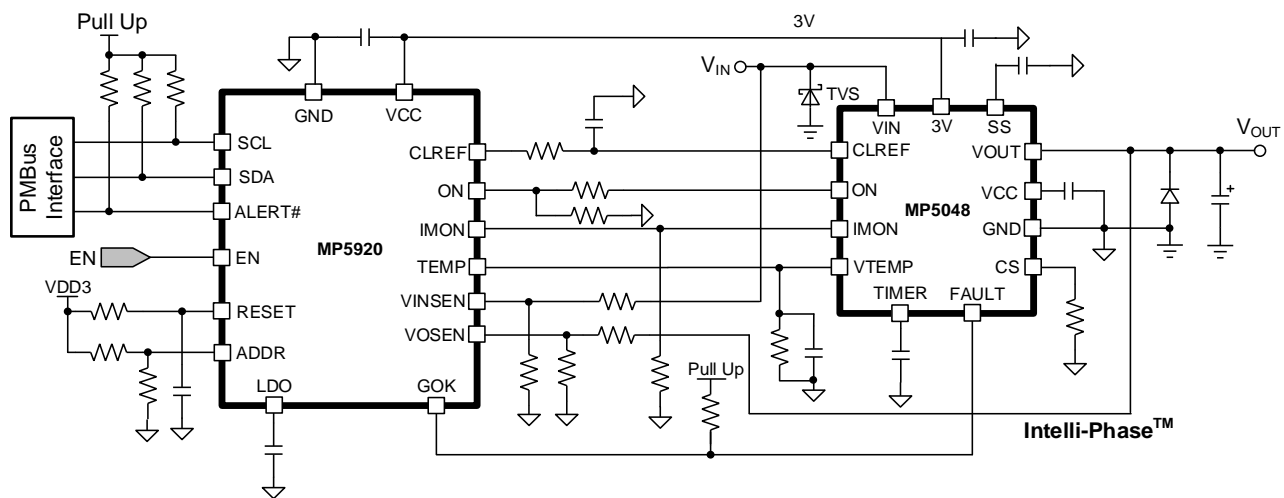 Pull Up
3V
VIN
TVS
GND
VCC
VIN
3V
SS
PMBus
Interface
SCL
SDA
ALERT#
EN
EN
VDD3
RESET
ADDR
LDO
GOK
MP5920
CLREF
ON
IMON
TEMP
VINSEN
VOSEN
CLREF
ON
IMON
VTEMP
TIMER
FAULT
MP5048
VOUT
VCC
GND
CS
VOUT
Pull Up
Intelli-Phase™